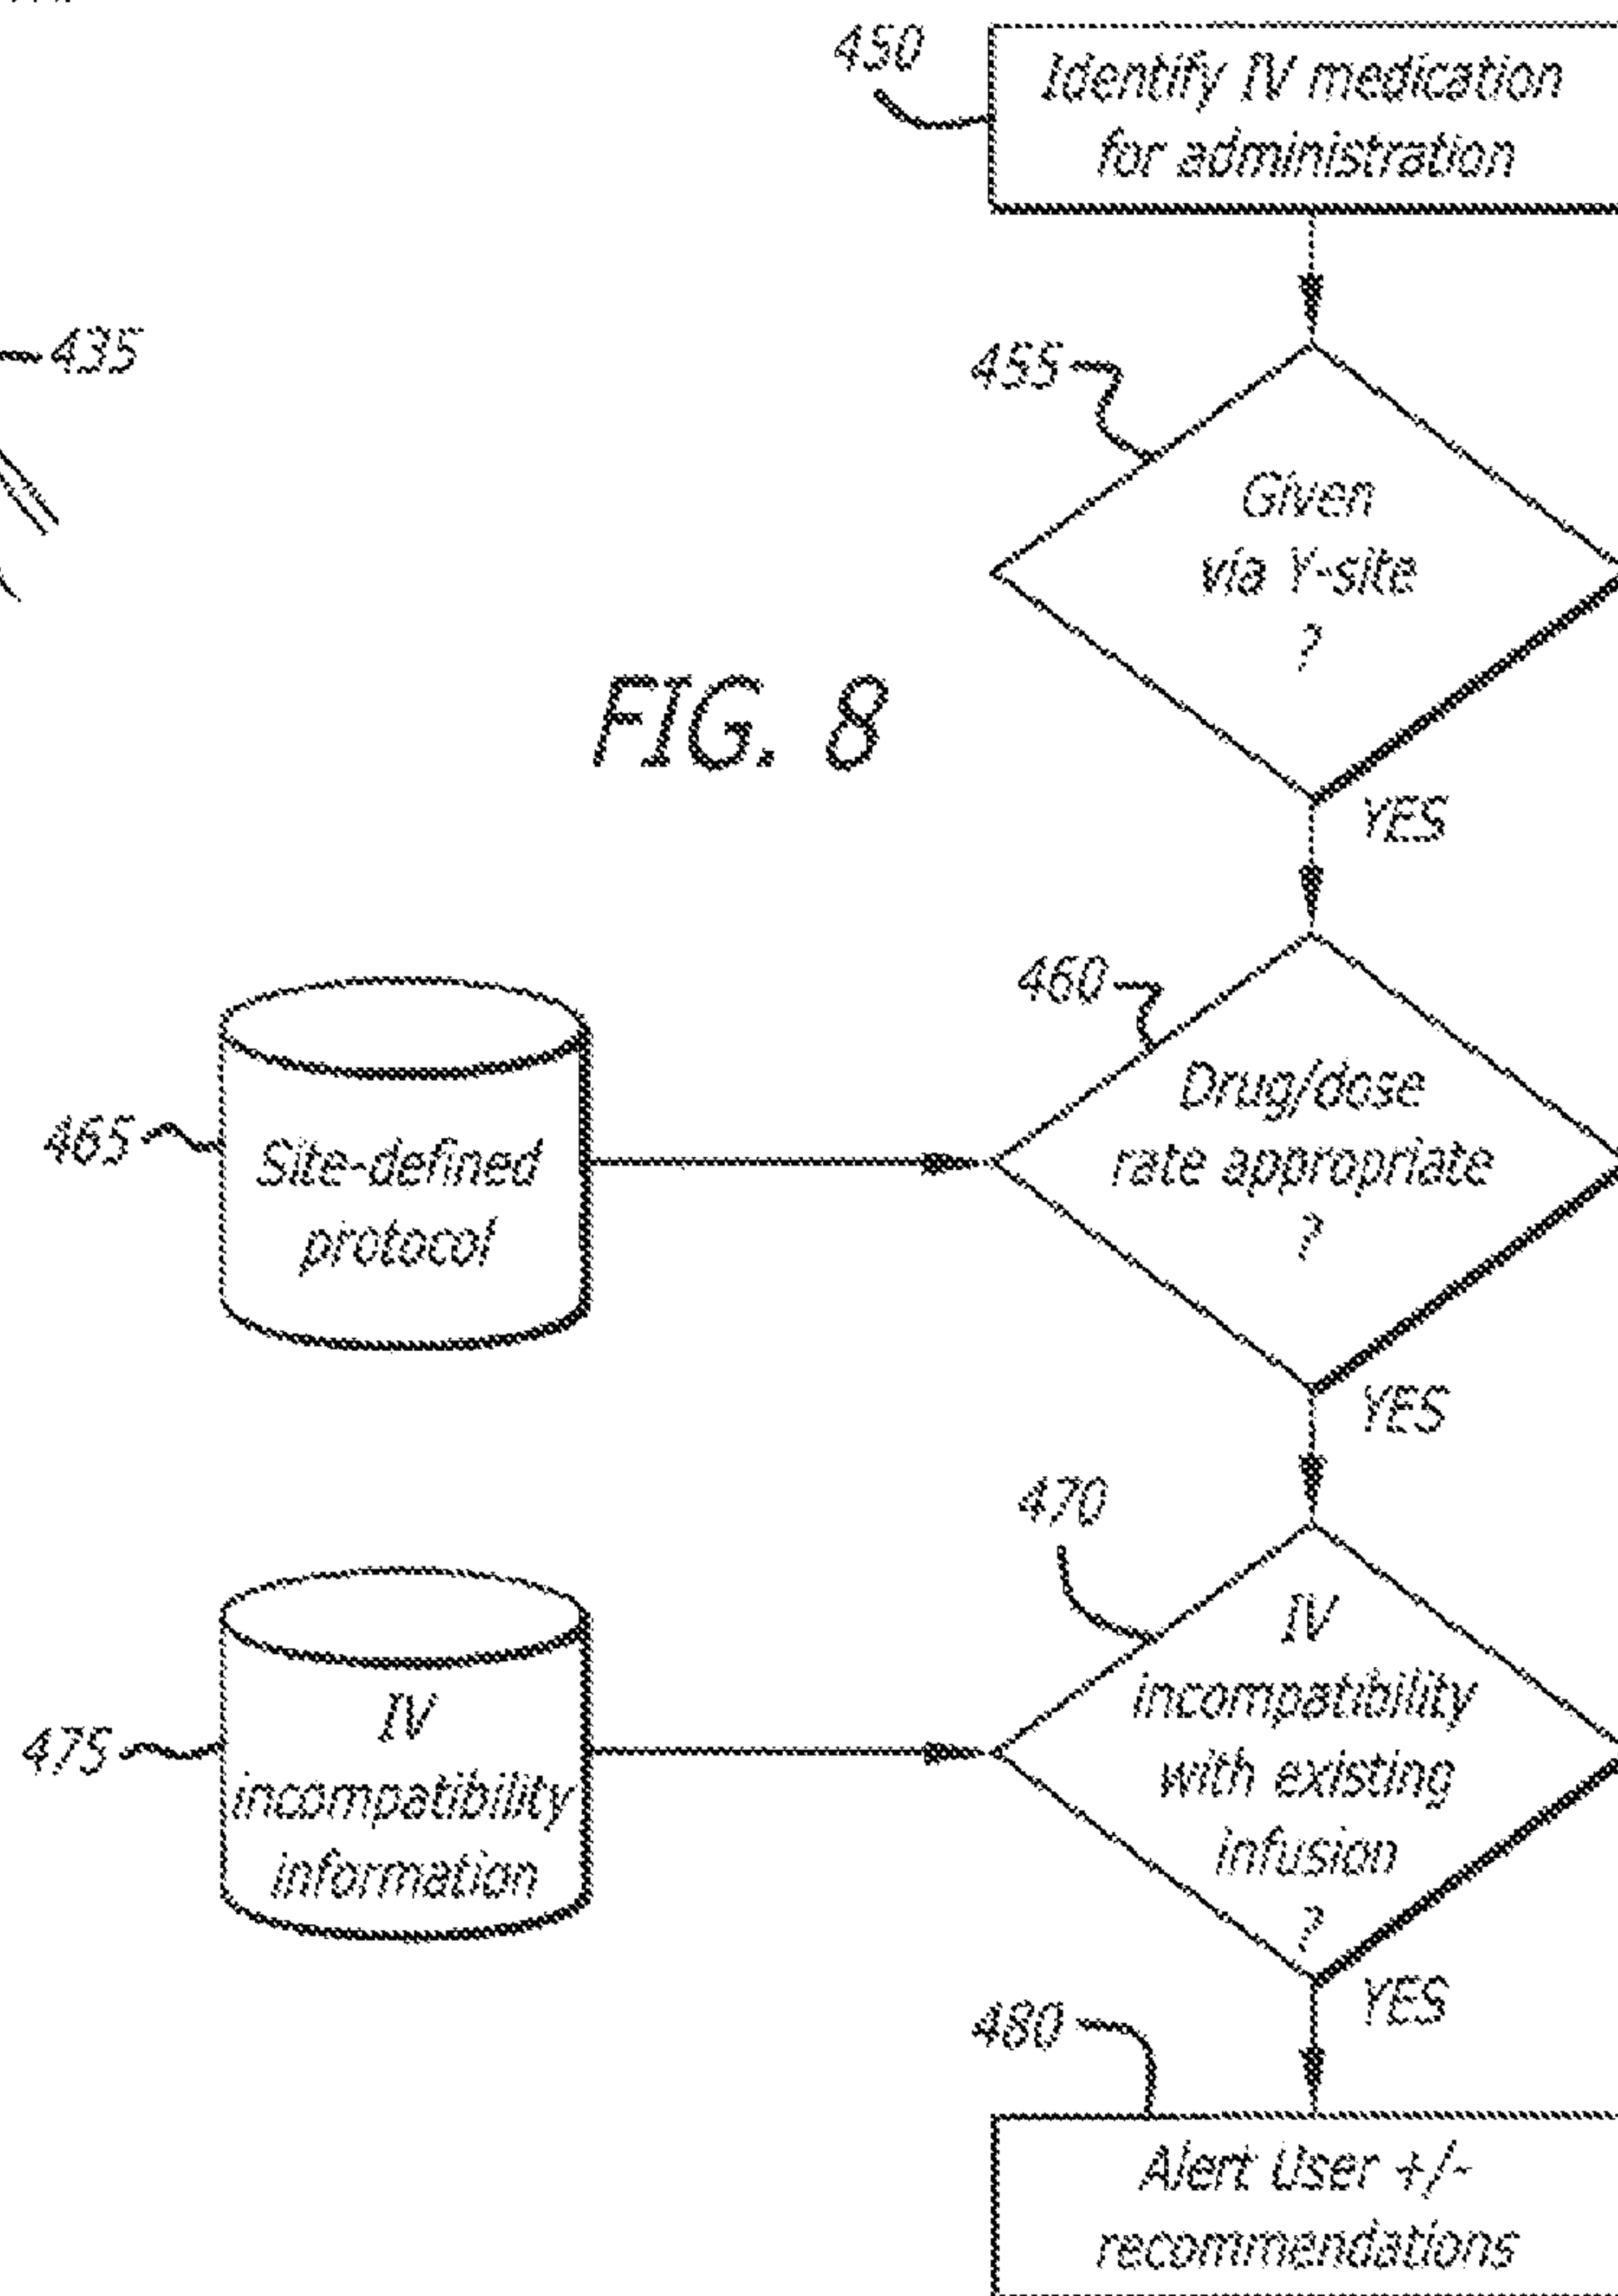 450
Identify IV medication
for administration
435
455
Given
via Y-site
?
FIG. 8
YES
460
Drug/dose
rate appropriate
?
465
Site-defined
protocol
YES
470
IV
incompatibility
with existing
infusion
?
475
IV
incompatibility
information
YES
480
Alert User +/-
recommendations